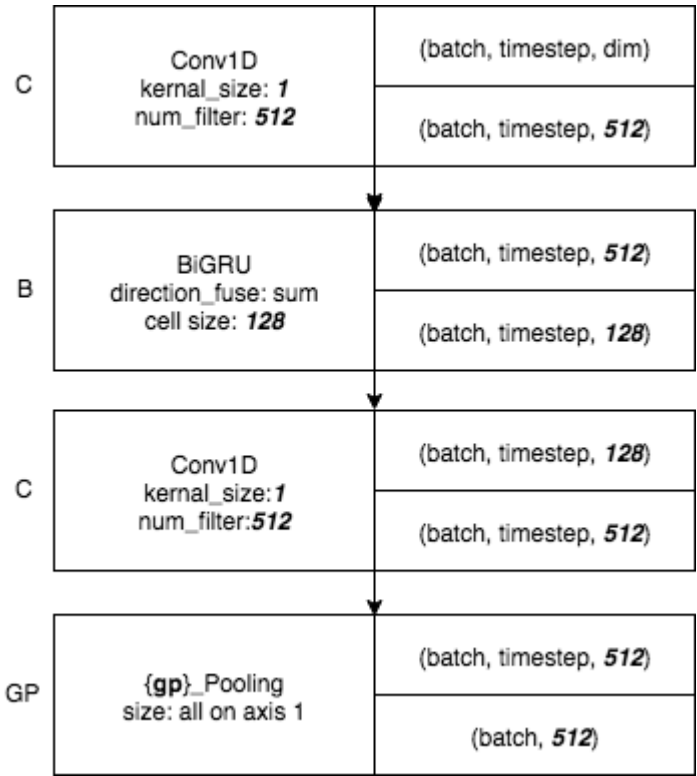 C
Conv1D
kernal_size: 1
num_filter: 512
(batch, timestep, dim)
(batch, timestep, 512)
B
BiGRU
direction_fuse: sum
cell size: 128
(batch, timestep, 512)
(batch, timestep, 128)
C
Conv1D
kernal_size:1
num_filter:512
(batch, timestep, 128)
(batch, timestep, 512)
GP
{gp}_Pooling
size: all on axis 1
(batch, timestep, 512)
(batch, 512)